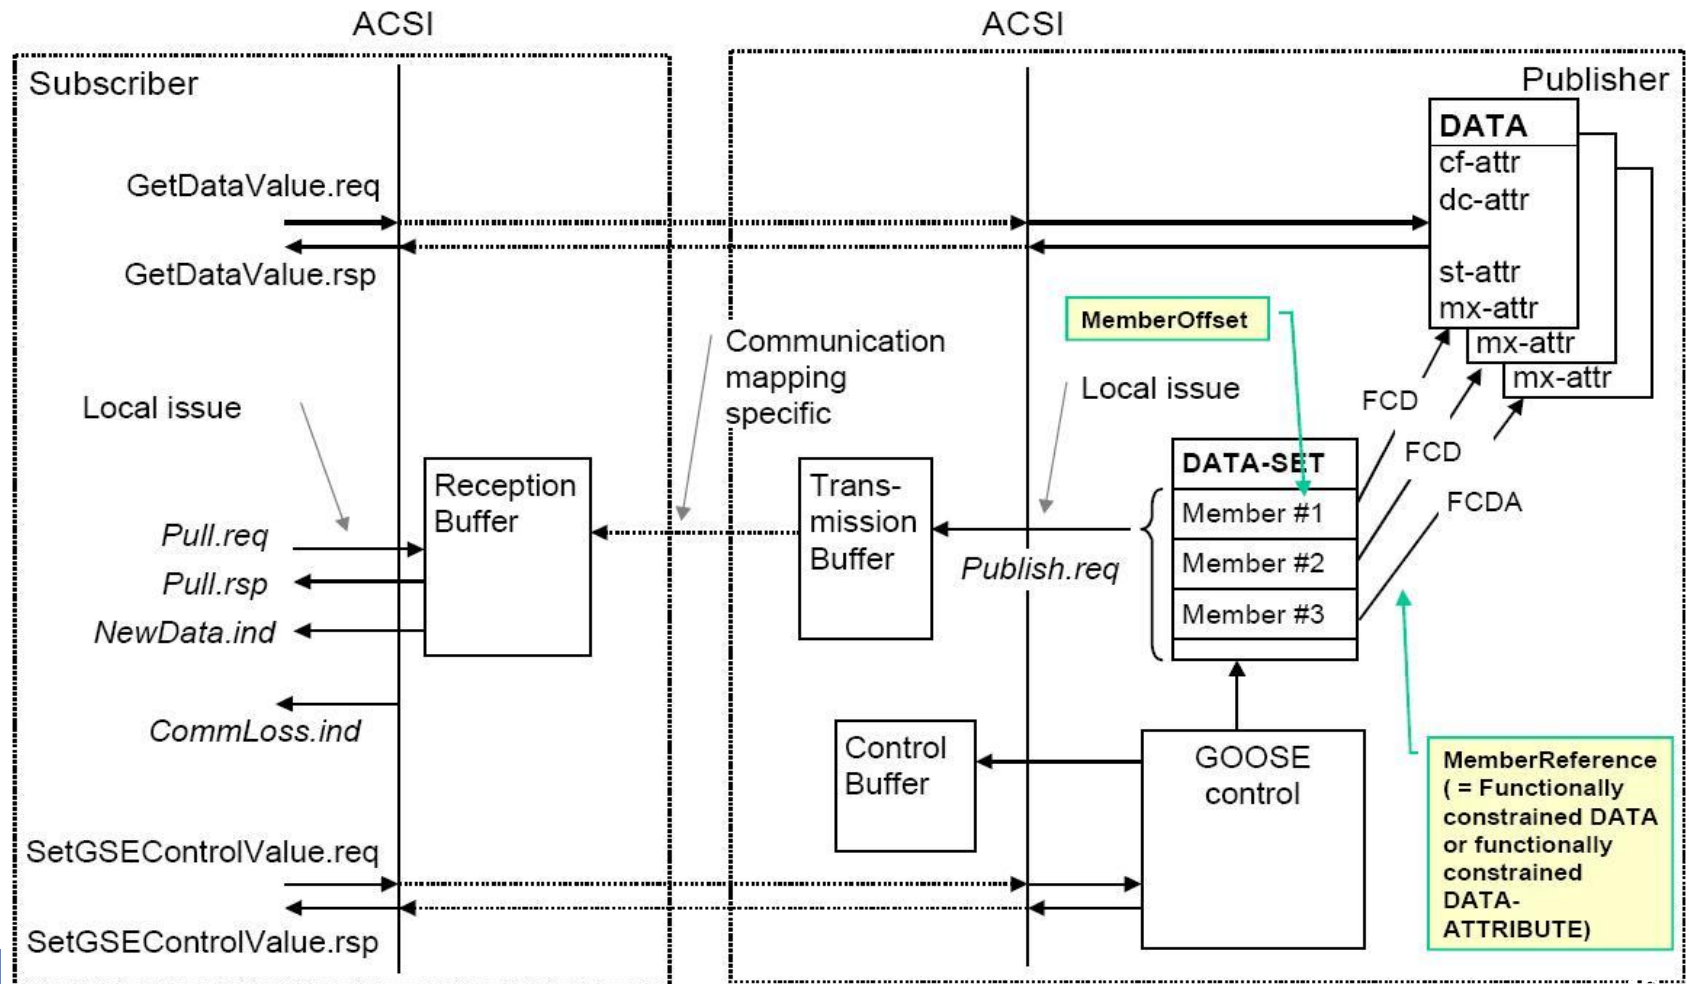 ACSI
ACSI
Subscriber
Publisher
DATA
cf-attr
dc-attr
st-attr
mx-attr
mx-attr
mx-attr
GetDataValue.req
GetDataValue.rsp
MemberOffset
Communication
mapping
specific
Local issue
Local issue
FCD
FCD
FCDA
DATA-SET
Member #1
Member #2
Member #3
Reception
Buffer
Trans-
mission
Buffer
Pull.req
Pull.rsp
NewData.ind
Publish.req
CommLoss.ind
Control
Buffer
GOOSE
control
MemberReference
( = Functionally
constrained DATA
or functionally
constrained
DATA-
ATTRIBUTE)
SetGSEControlValue.req
SetGSEControlValue.rsp